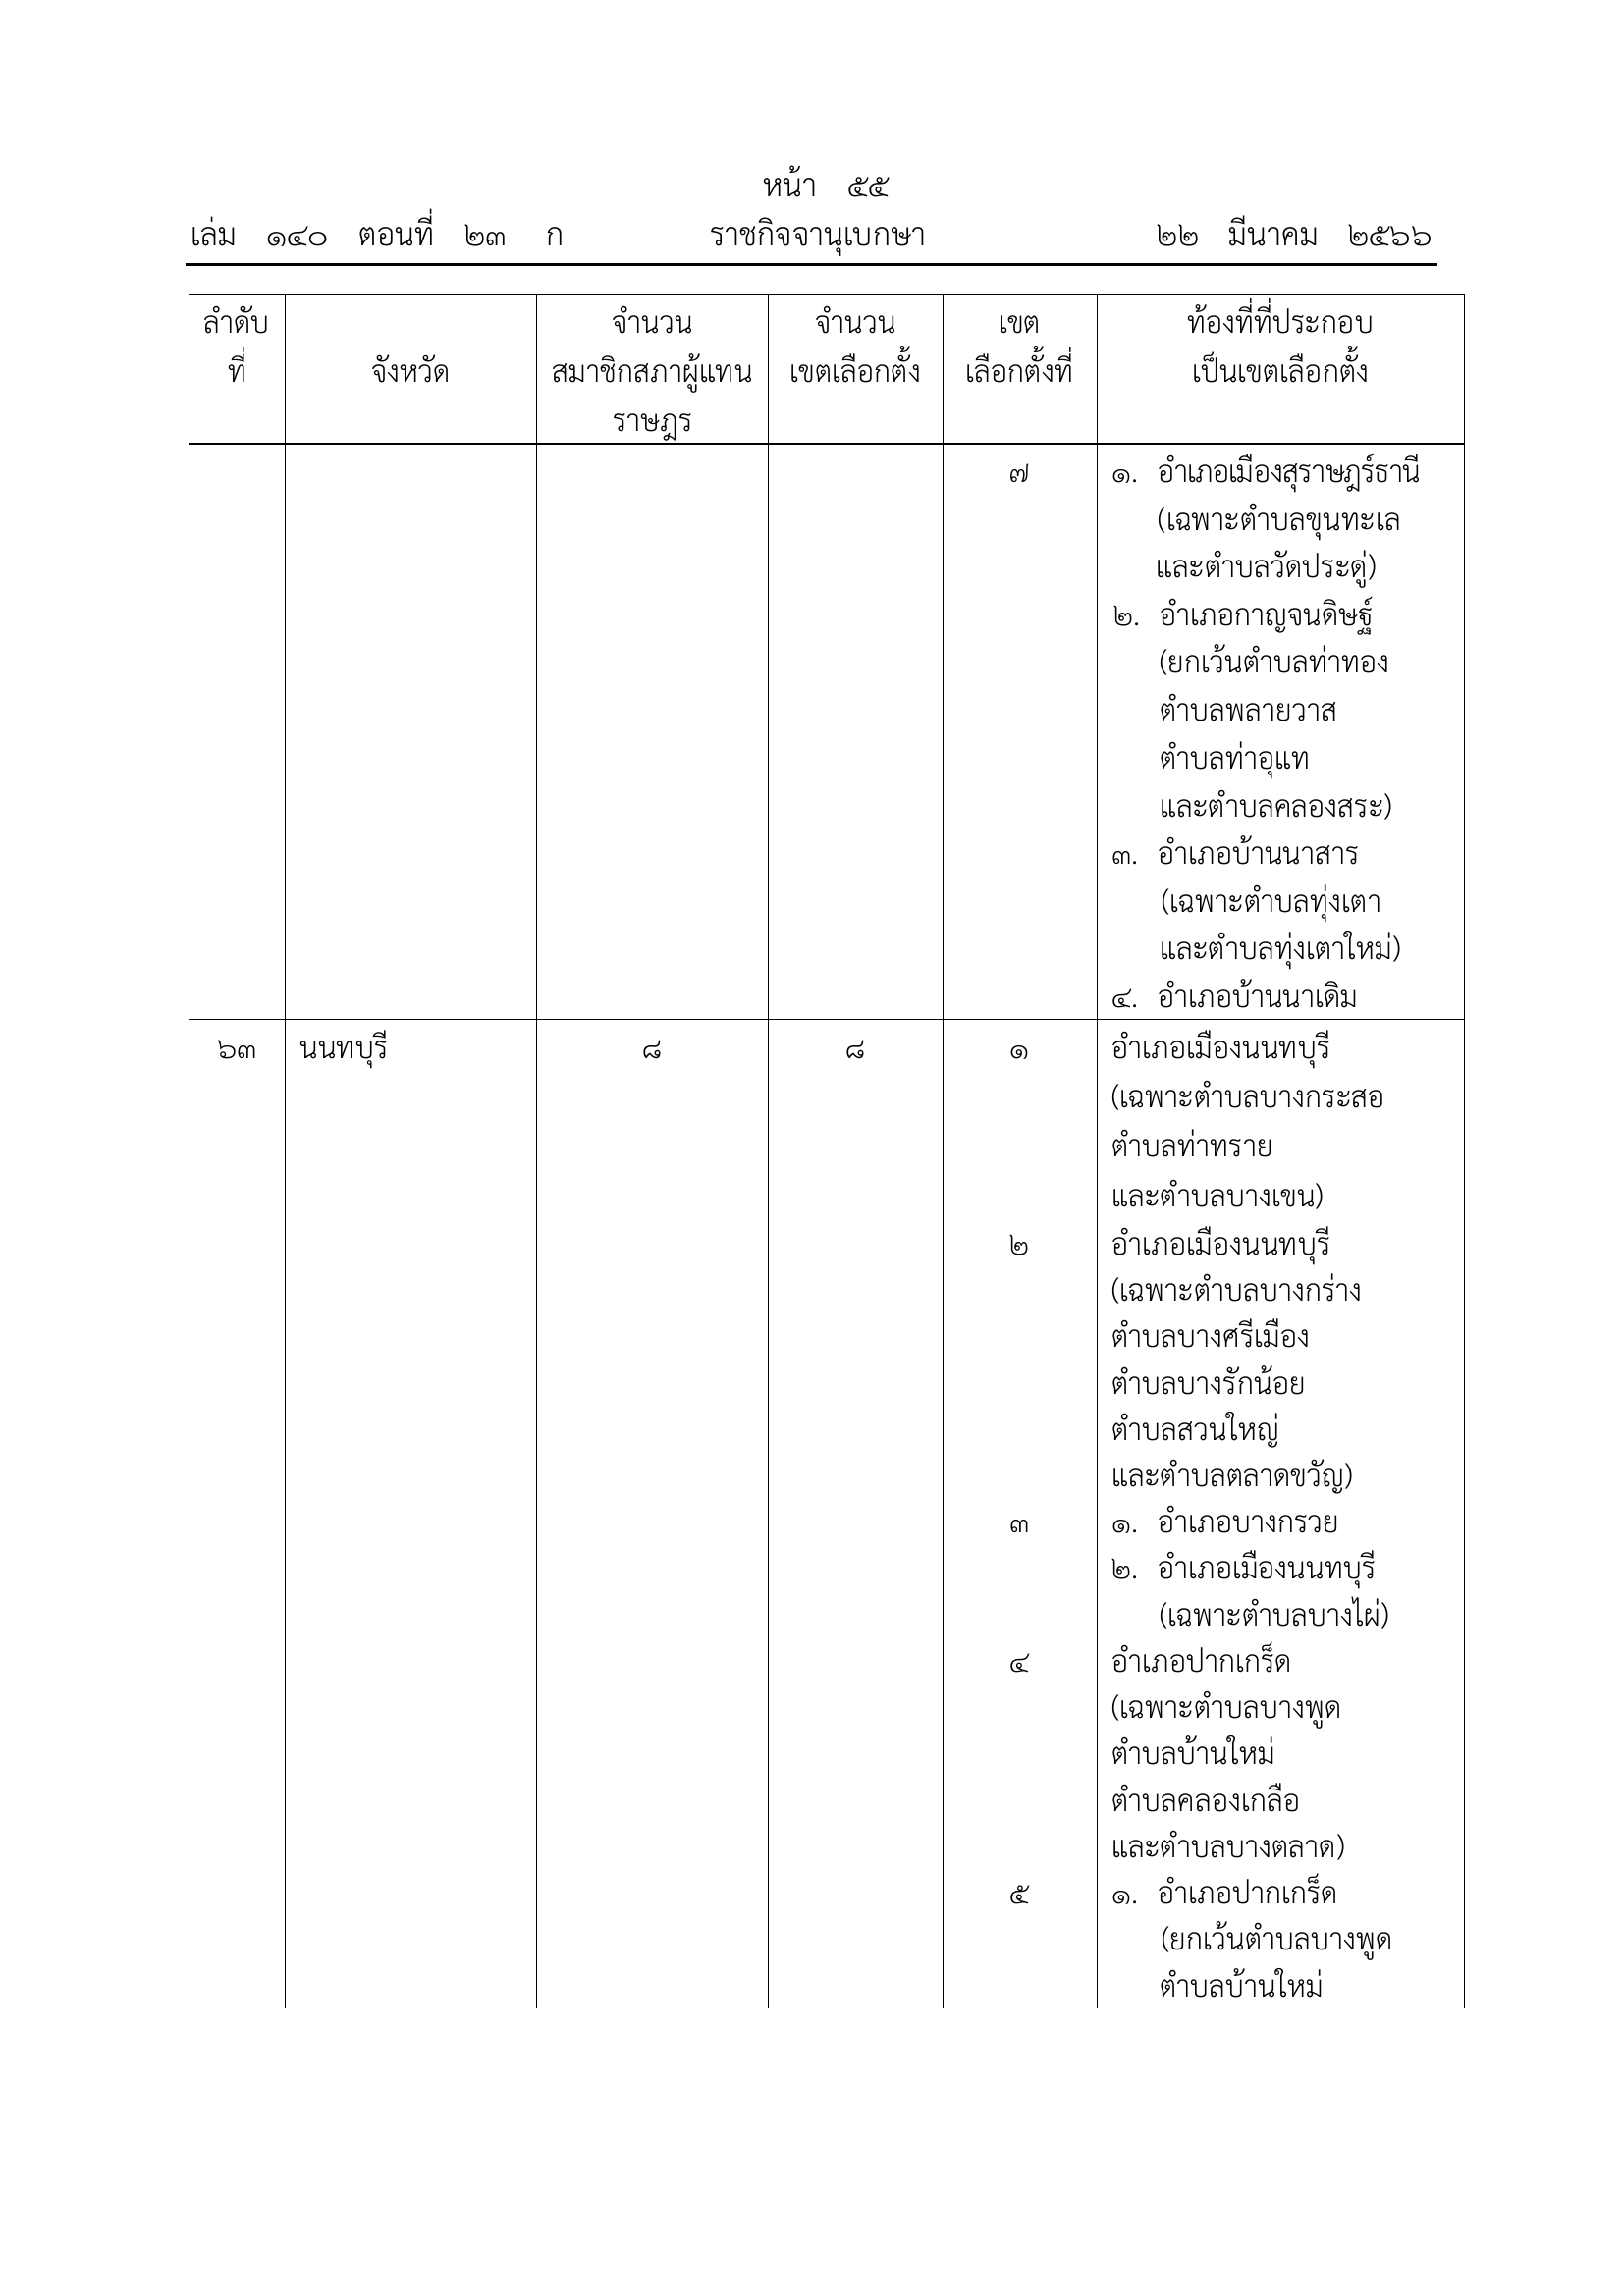 หน้า ๕๕
เล่ม ๑๔๐ ตอนที่ ๒๓ ก ราชกิจจานุเบกษา ๒๒ มีนาคม ๒๕๖๖
ลำดับ จำนวน จำนวน เขต ท้องที่ที่ประกอบ
ที่ จังหวัด สมาชิกสภาผู้แทน เขตเลือกตั้ง เลือกตั้งที่ เป็นเขตเลือกตั้ง
ราษฎร
๗ ๑. อำเภอเมืองสุราษฎร์ธานี
(เฉพาะตำบลขุนทะเล
และตำบลวัดประดู่)
๒. อำเภอกาญจนดิษฐ์
(ยกเว้นตำบลท่าทอง
ตำบลพลายวาส
ตำบลท่าอุแท
และตำบลคลองสระ)
๓. อำเภอบ้านนาสาร
(เฉพาะตำบลทุ่งเตา
และตำบลทุ่งเตาใหม่)
๔. อำเภอบ้านนาเดิม
๖๓ นนทบุรี ๘ ๘ ๑ อำเภอเมืองนนทบุรี
(เฉพาะตำบลบางกระสอ
ตำบลท่าทราย
และตำบลบางเขน)
๒ อำเภอเมืองนนทบุรี
(เฉพาะตำบลบางกร่าง
ตำบลบางศรีเมือง
ตำบลบางรักน้อย
ตำบลสวนใหญ่
และตำบลตลาดขวัญ)
๓ ๑. อำเภอบางกรวย
๒. อำเภอเมืองนนทบุรี
(เฉพาะตำบลบางไผ่)
๔ อำเภอปากเกร็ด
(เฉพาะตำบลบางพูด
ตำบลบ้านใหม่
ตำบลคลองเกลือ
และตำบลบางตลาด)
๕ ๑. อำเภอปากเกร็ด
(ยกเว้นตำบลบางพูด
ตำบลบ้านใหม่